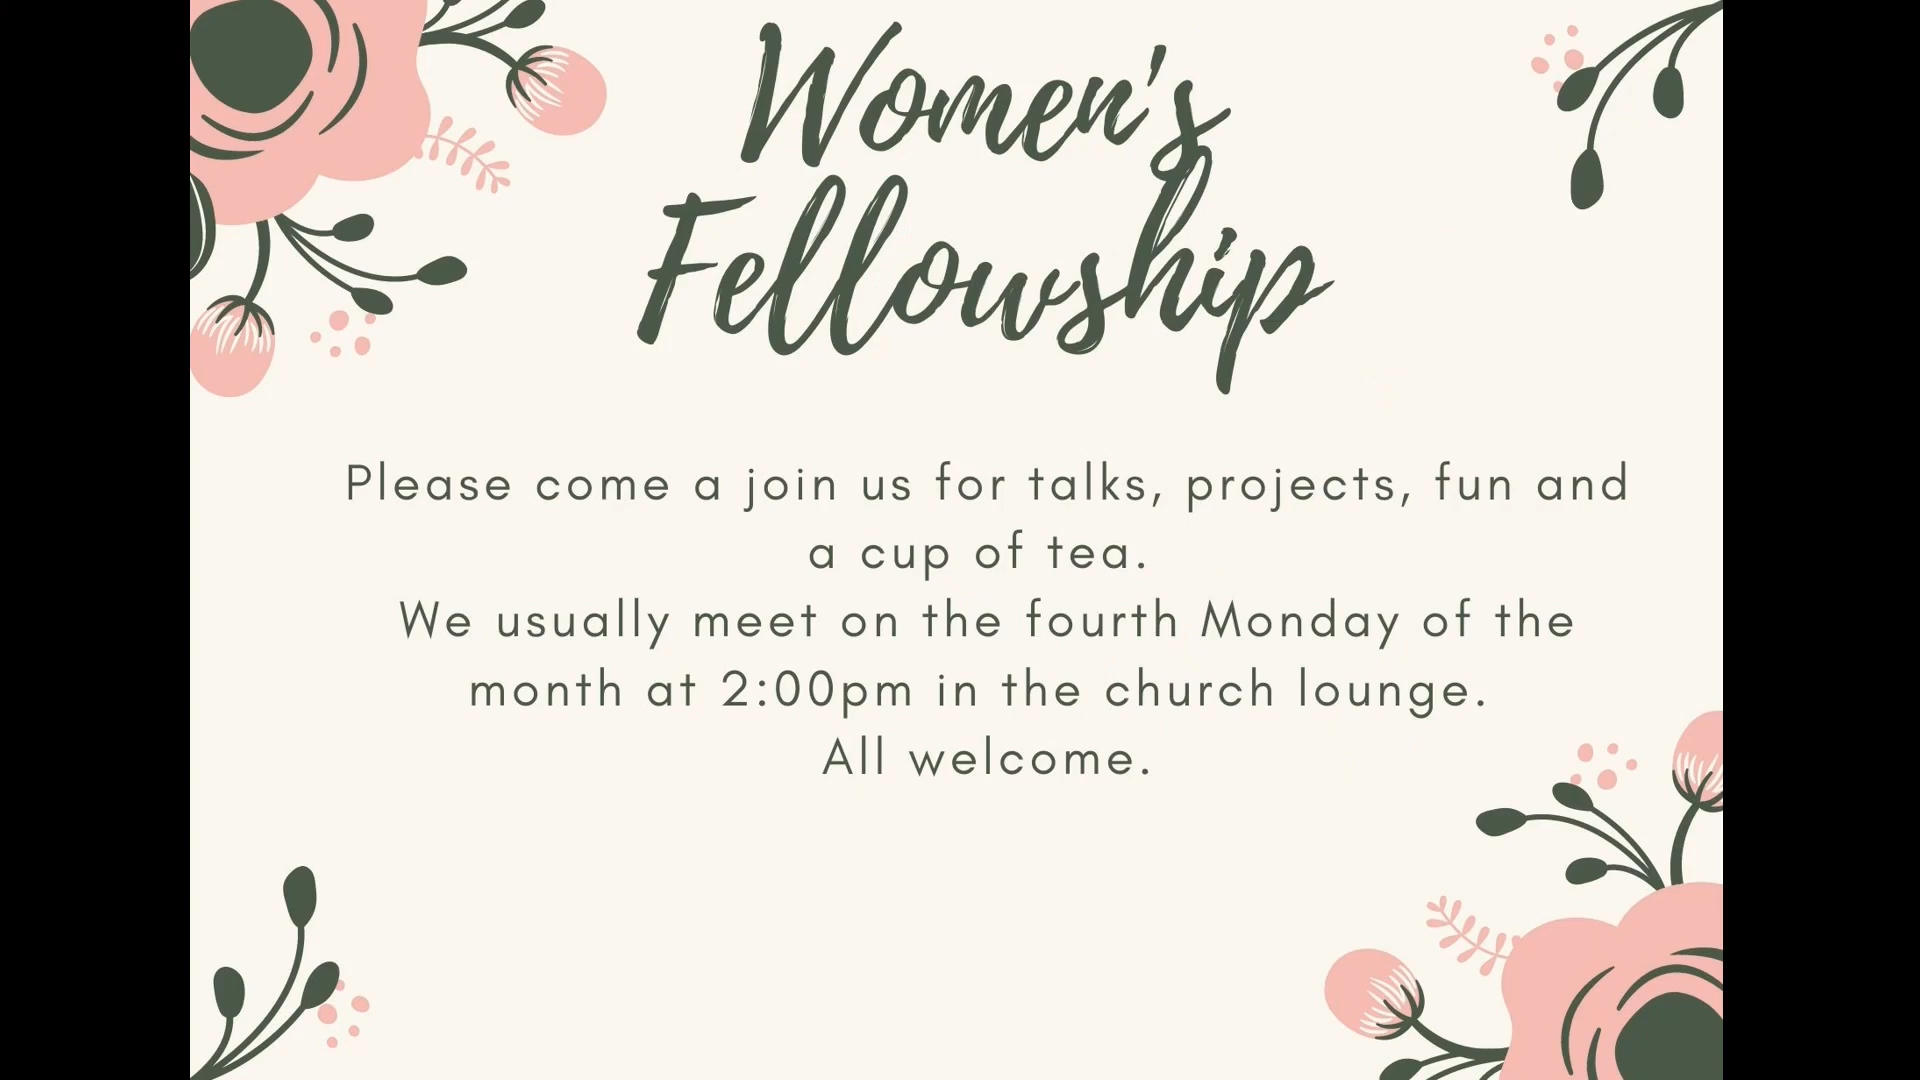 Women's
Fellowship
Please come a join us for talks, projects, fun and
a cup of tea.
We usually meet on the fourth Monday of the
month at 2:00pm in the church lounge.
All welcome.